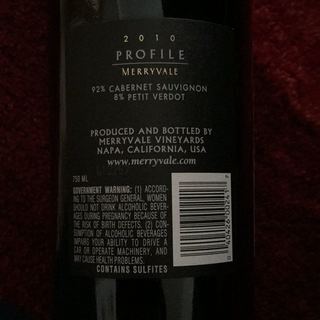 2010
PROFILE
MERRYVALE
92% CABERNET SAUVIGNON
8% PETIT VERDOT
PRODUCED AND BOTTLED BY
MERRYVALE VINEYARDS
NAPA, CALIFORNIA, USA
www.merryvale.com
750 ML
GOVERNMENT WARNING: (1) ACCORD-
ING TO THE SURGEON GENERAL, WOMEN
SHOULD NOT DRINK ALCOHOLIC BEVER-
AGES DURING PREGNANCY BECAUSE OF
THE RISK OF BIRTH DEFECTS. (2) CON-
SUMPTION OF ALCOHOLIC BEVERAGES
IMPAIRS YOUR ABILITY TO DRIVE A
CAR OR OPERATE MACHINERY, AND
MAY CAUSE HEALTH PROBLEMS.
CONTAINS SULFITES